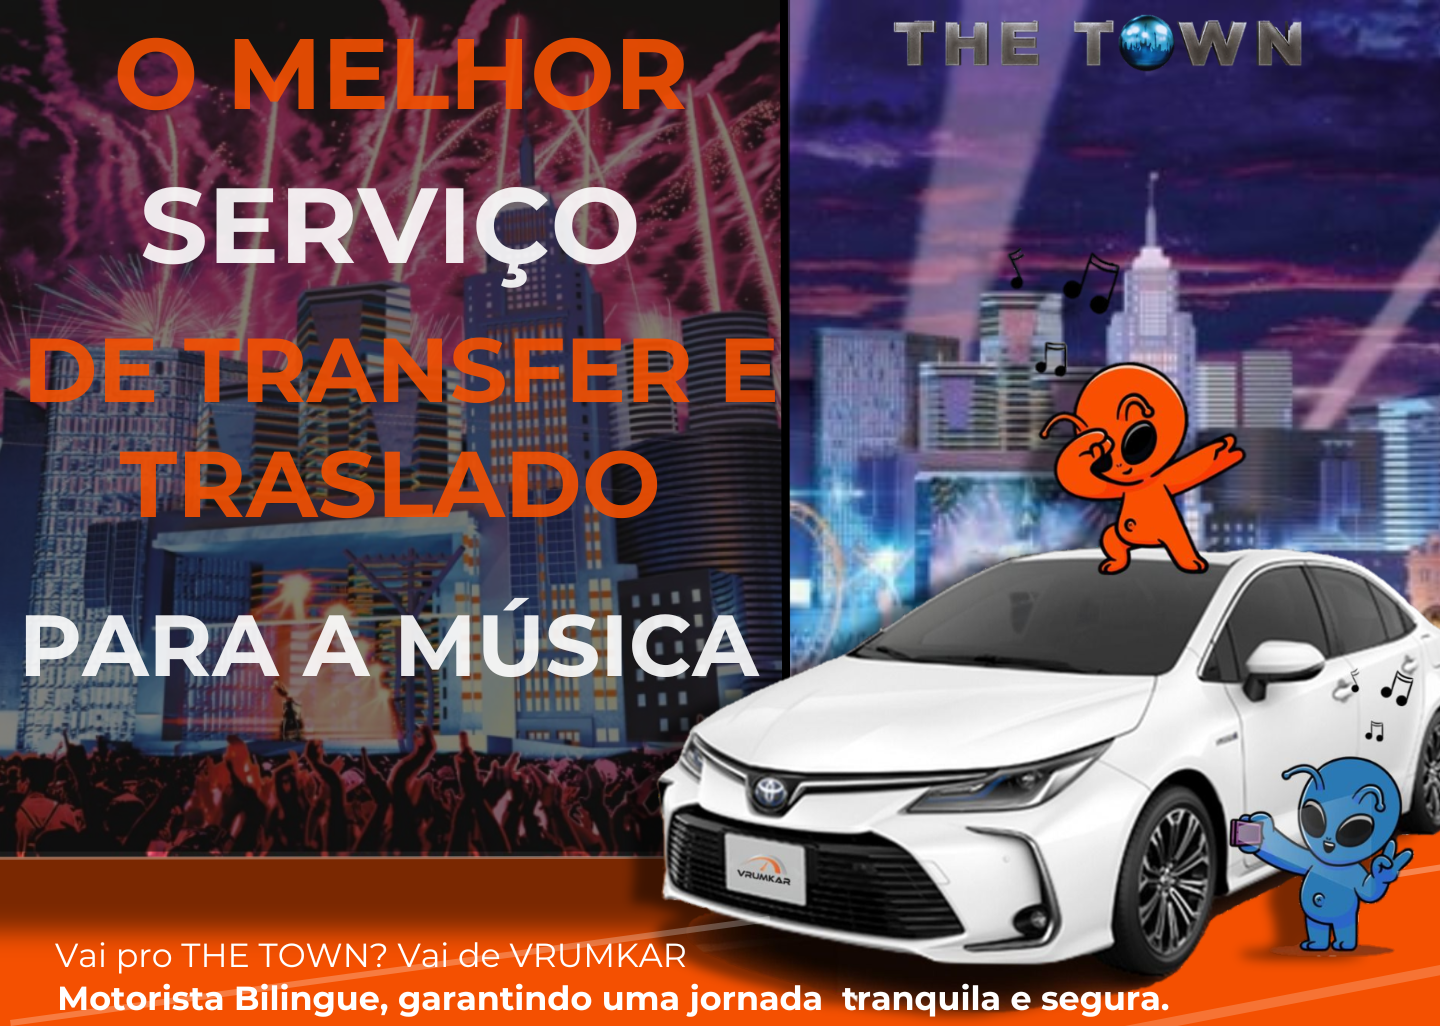 O MELHOR
SERVIÇO
DE TRANSFER E
TRASLADO
PARA A MÚSICA
THE TOWN
VRUMKAR
Vai pro THE TOWN? Vai de VRUMKAR
Motorista Bilingue, garantindo uma jornada tranquila e segura.